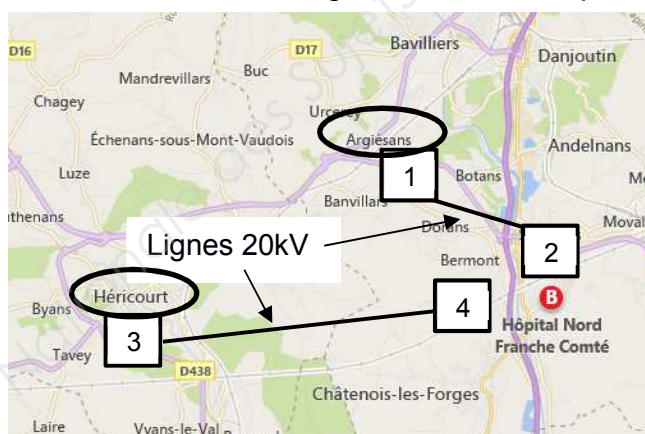 D16
D17
Bavilliers
Danjoutin
Mandrevillars
Buc
Chagey
Urcerey
Échenans-sous-Mont-Vaudois
Argiésans
Andelnans
Luze
1
Botans
Banvillars
thenans
Lignes 20kV
Dorans
Moval
2
Bermont
Héricourt
4
B
Byans
3
Hôpital Nord
Franche Comté
Tavey
D438
Châtenois-les-Forges
Laire
Vyans-le-Val